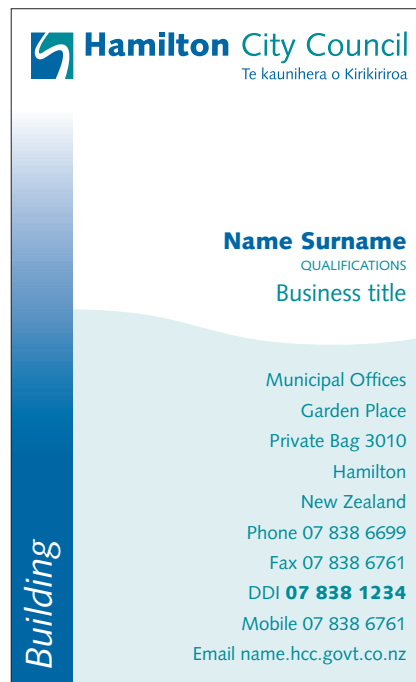 Hamilton City Council
Te kaunihera o Kirikiriroa
Name Surname
QUALIFICATIONS
Business title
Municipal Offices
Garden Place
Private Bag 3010
Hamilton
New Zealand
Phone 07 838 6699
Fax 07 838 6761
DDI 07 838 1234
Mobile 07 838 6761
Email name.hcc.govt.co.nz
Building